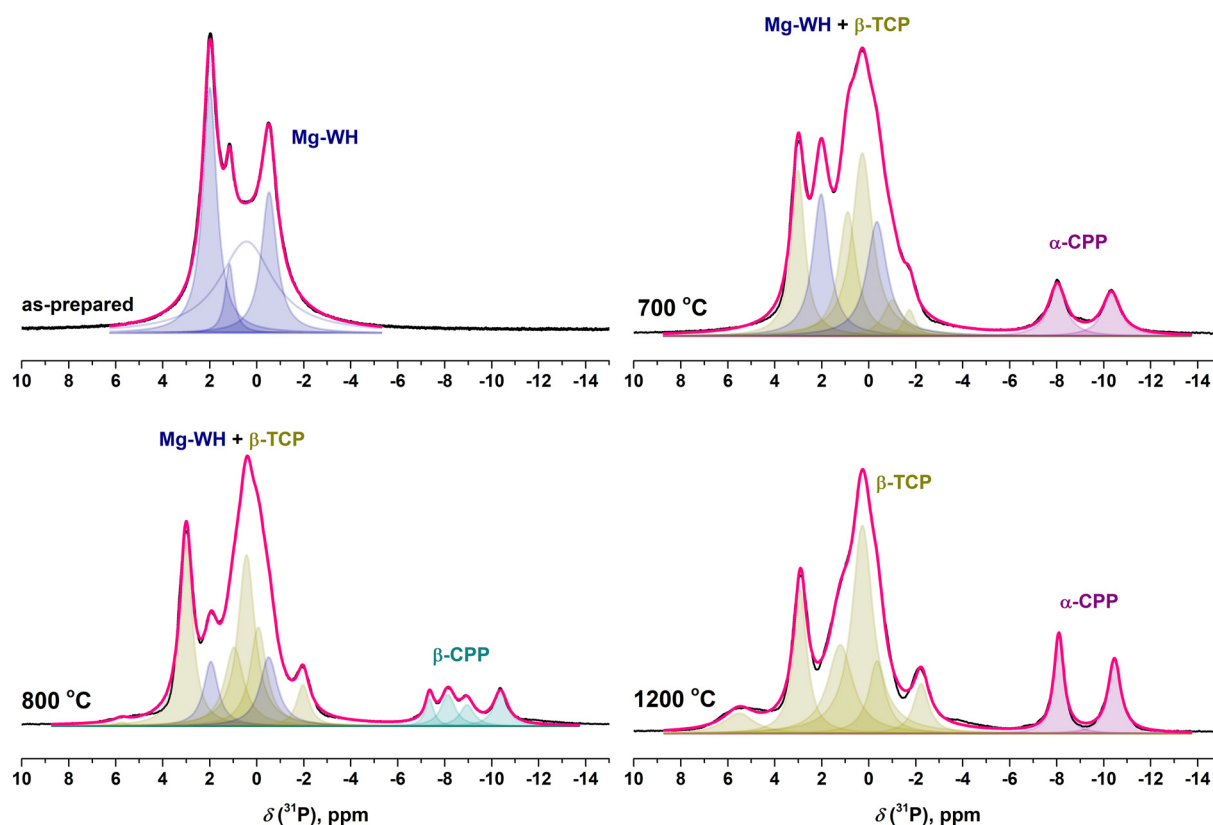 Mg-WH
as-prepared
10 8 6 4 2 0 -2 -4 -6 -8 -10 -12 -14
Mg-WH + β-TCP
α-CPP
700 °C
10 8 6 4 2 0 -2 -4 -6 -8 -10 -12 -14
Mg-WH + β-TCP
β-CPP
800 °C
10 8 6 4 2 0 -2 -4 -6 -8 -10 -12 -14
δ (³¹P), ppm
β-TCP
α-CPP
1200 °C
10 8 6 4 2 0 -2 -4 -6 -8 -10 -12 -14
δ (³¹P), ppm